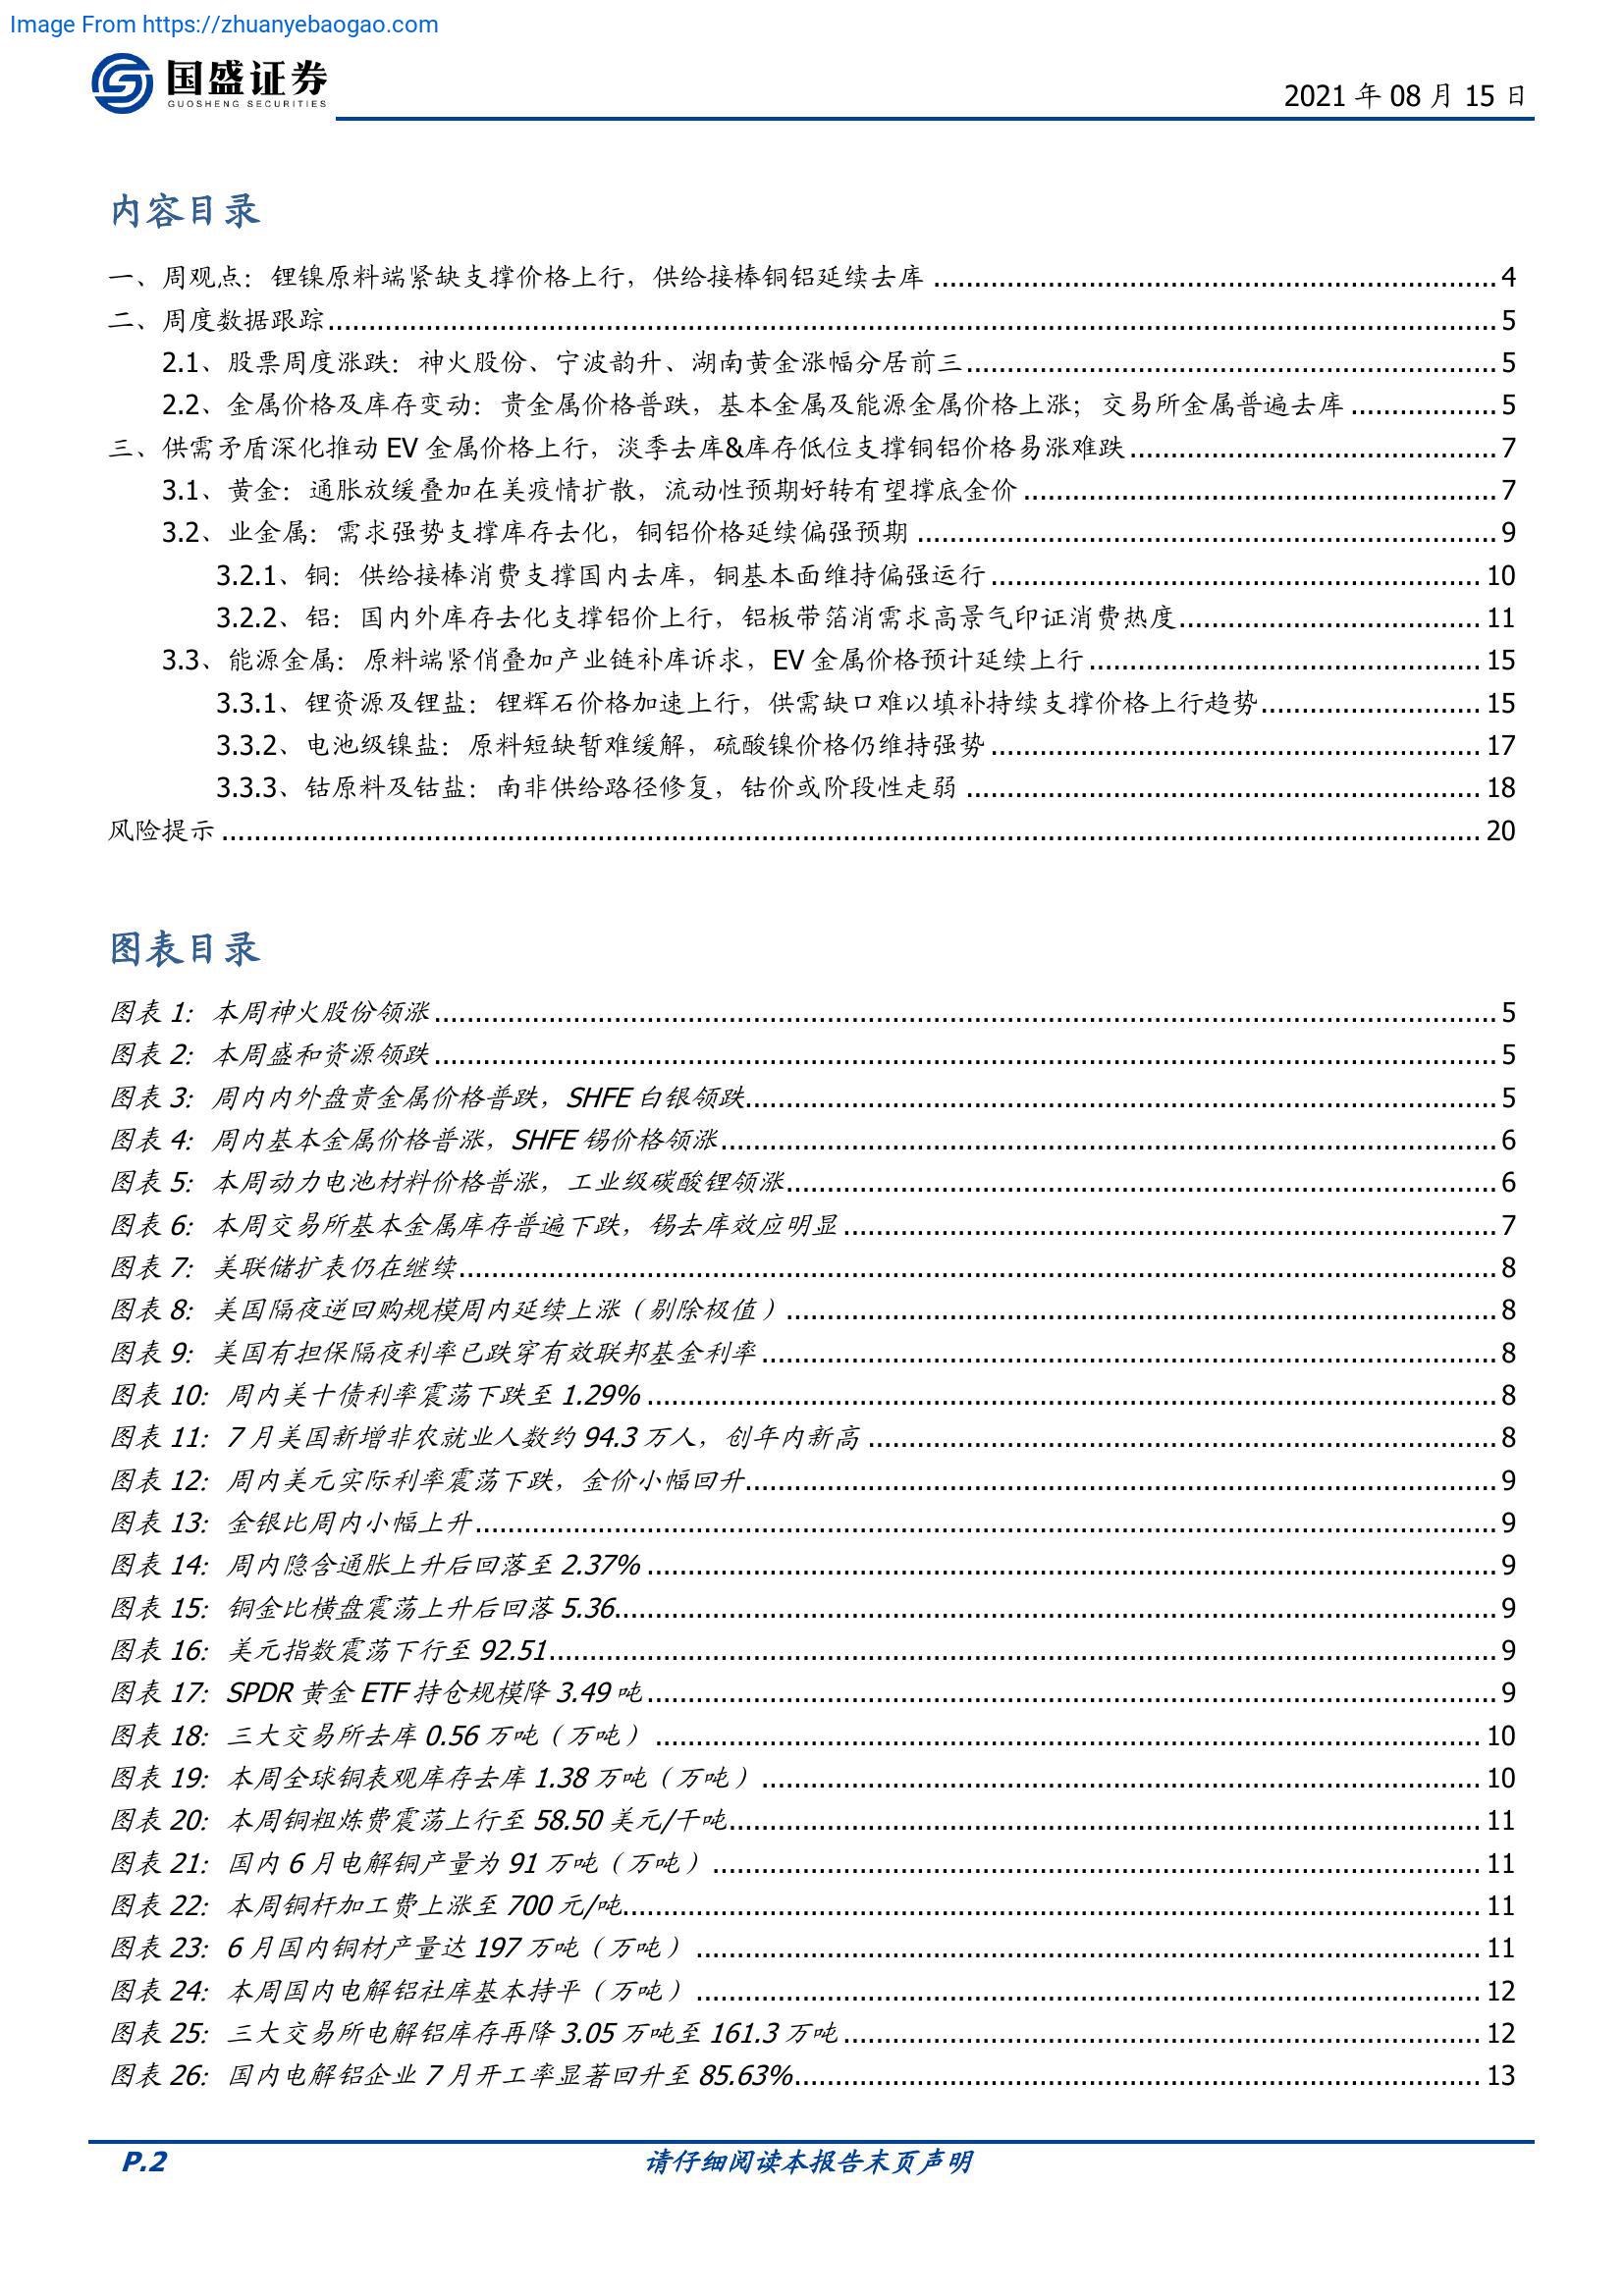 Image From https://zhuanyebaogao.com
国盛证券
GUOSHENG SECURITIES
2021 年 08 月 15 日
内容目录
一、周观点：锂镍原料端紧缺支撑价格上行，供给接棒铜铝延续去库 4
二、周度数据跟踪 5
2.1、股票周度涨跌：神火股份、宁波韵升、湖南黄金涨幅分居前三 5
2.2、金属价格及库存变动：贵金属价格普跌，基本金属及能源金属价格上涨；交易所金属普遍去库 5
三、供需矛盾深化推动 EV 金属价格上行，淡季去库&库存低位支撑铜铝价格易涨难跌 7
3.1、黄金：通胀放缓叠加在美疫情扩散，流动性预期好转有望撑底金价 7
3.2、业金属：需求强势支撑库存去化，铜铝价格延续偏强预期 9
3.2.1、铜：供给接棒消费支撑国内去库，铜基本面维持偏强运行 10
3.2.2、铝：国内外库存去化支撑铝价上行，铝板带箔消需求高景气印证消费热度 11
3.3、能源金属：原料端紧俏叠加产业链补库诉求，EV 金属价格预计延续上行 15
3.3.1、锂资源及锂盐：锂辉石价格加速上行，供需缺口难以填补持续支撑价格上行趋势 15
3.3.2、电池级镍盐：原料短缺暂难缓解，硫酸镍价格仍维持强势 17
3.3.3、钴原料及钴盐：南非供给路径修复，钴价或阶段性走弱 18
风险提示 20
图表目录
图表 1：本周神火股份领涨 5
图表 2：本周盛和资源领跌 5
图表 3：周内内外盘贵金属价格普跌，SHFE 白银领跌 5
图表 4：周内基本金属价格普涨，SHFE 锡价格领涨 6
图表 5：本周动力电池材料价格普涨，工业级碳酸锂领涨 6
图表 6：本周交易所基本金属库存普遍下跌，锡去库效应明显 7
图表 7：美联储扩表仍在继续 8
图表 8：美国隔夜逆回购规模周内延续上涨（剔除极值） 8
图表 9：美国有担保隔夜利率已跌穿有效联邦基金利率 8
图表 10：周内美十债利率震荡下跌至 1.29% 8
图表 11：7 月美国新增非农就业人数约 94.3 万人，创年内新高 8
图表 12：周内美元实际利率震荡下跌，金价小幅回升 9
图表 13：金银比周内小幅上升 9
图表 14：周内隐含通胀上升后回落至 2.37% 9
图表 15：铜金比横盘震荡上升后回落 5.36 9
图表 16：美元指数震荡下行至 92.51 9
图表 17：SPDR 黄金 ETF 持仓规模降 3.49 吨 9
图表 18：三大交易所去库 0.56 万吨（万吨） 10
图表 19：本周全球铜表观库存去库 1.38 万吨（万吨） 10
图表 20：本周铜粗炼费震荡上行至 58.50 美元/干吨 11
图表 21：国内 6 月电解铜产量为 91 万吨（万吨） 11
图表 22：本周铜杆加工费上涨至 700 元/吨 11
图表 23：6 月国内铜材产量达 197 万吨（万吨） 11
图表 24：本周国内电解铝社库基本持平（万吨） 12
图表 25：三大交易所电解铝库存再降 3.05 万吨至 161.3 万吨 12
图表 26：国内电解铝企业 7 月开工率显著回升至 85.63% 13
P.2
请仔细阅读本报告末页声明